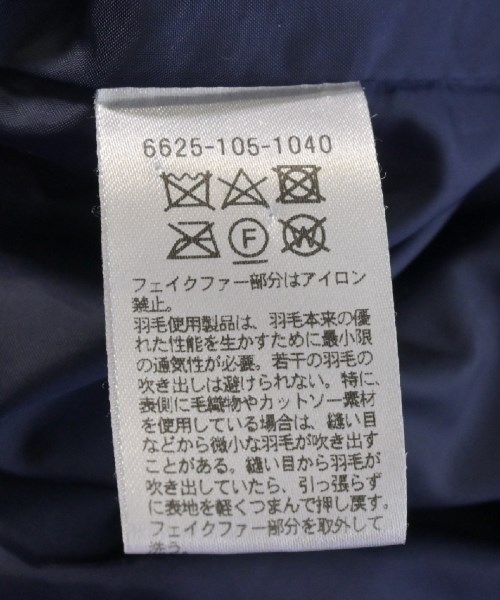 6625-105-1040
F
W
フェイクファー部分はアイロン
禁止。
羽毛使用製品は、羽毛本来の優
れた性能を生かすために最小限
の通気性が必要。若干の羽毛の
吹き出しは避けられない。特に、
表側に毛織物やカットソー素材
を使用している場合は、縫い目
などから微小な羽毛が吹き出す
ことがある。縫い目から羽毛が
吹き出していたら、引っ張らず
に表地を軽くつまんで押し戻す。
フェイクファー部分を取外して
洗う。